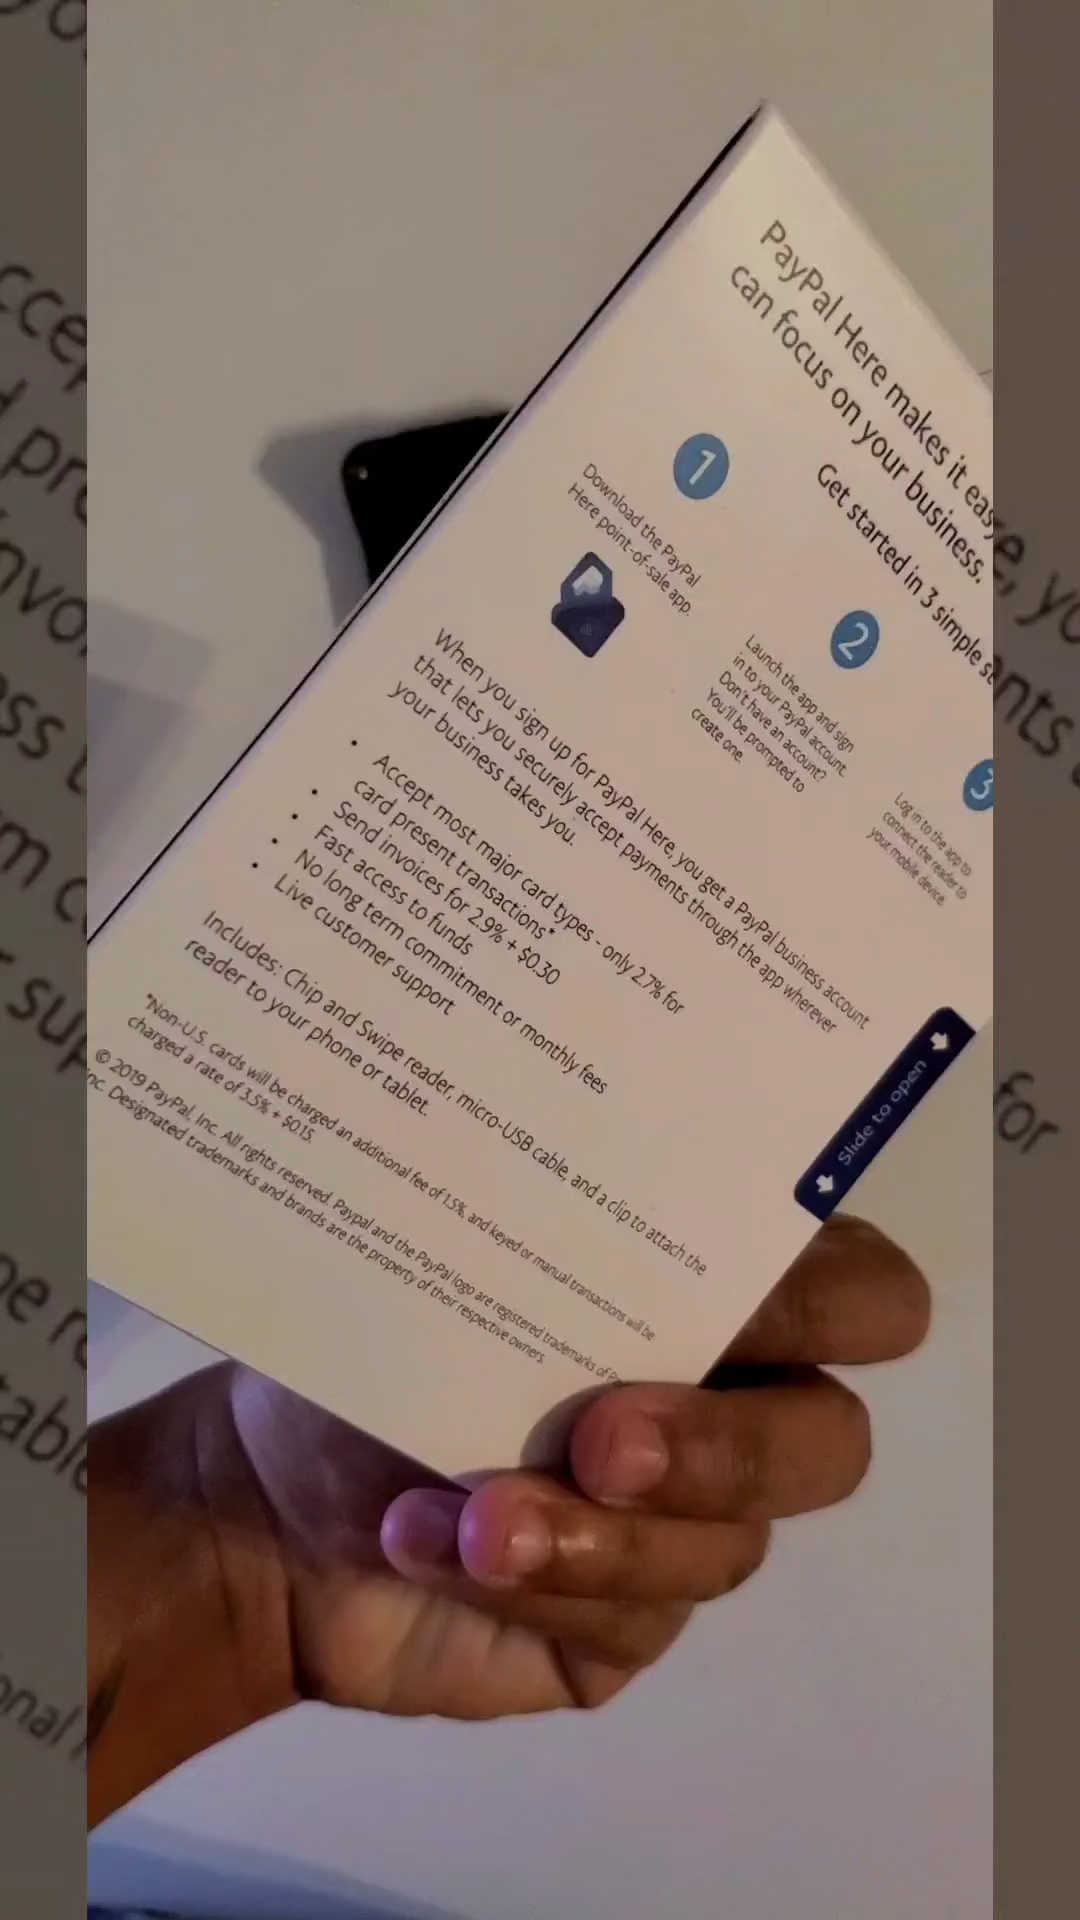 PayPal Here makes it easy
can focus on your business.
Get started in 3 simple
1
Download the PayPal
Here point-of-sale app.
2
Launch the app and sign
in to your PayPal account.
Don't have an account?
You'll be prompted to
create one.
3
Log in to the app to
connect the reader to
your mobile device.
When you sign up for PayPal Here, you get a PayPal business account
that lets you securely accept payments through the app wherever
your business takes you.
• Accept most major card types - only 2.7% for
card present transactions*
• Send invoices for 2.9% + $0.30
• Fast access to funds
• No long term commitment or monthly fees
• Live customer support
Includes: Chip and Swipe reader, micro-USB cable, and a clip to attach the
reader to your phone or tablet.
*Non-U.S. cards will be charged an additional fee of 1.5%, and keyed or manual transactions will be
charged a rate of 3.5% + $0.15.
© 2019 PayPal, Inc. All rights reserved. Paypal and the PayPal logo are registered trademarks of
Inc. Designated trademarks and brands are the property of their respective owners.
Slide to open